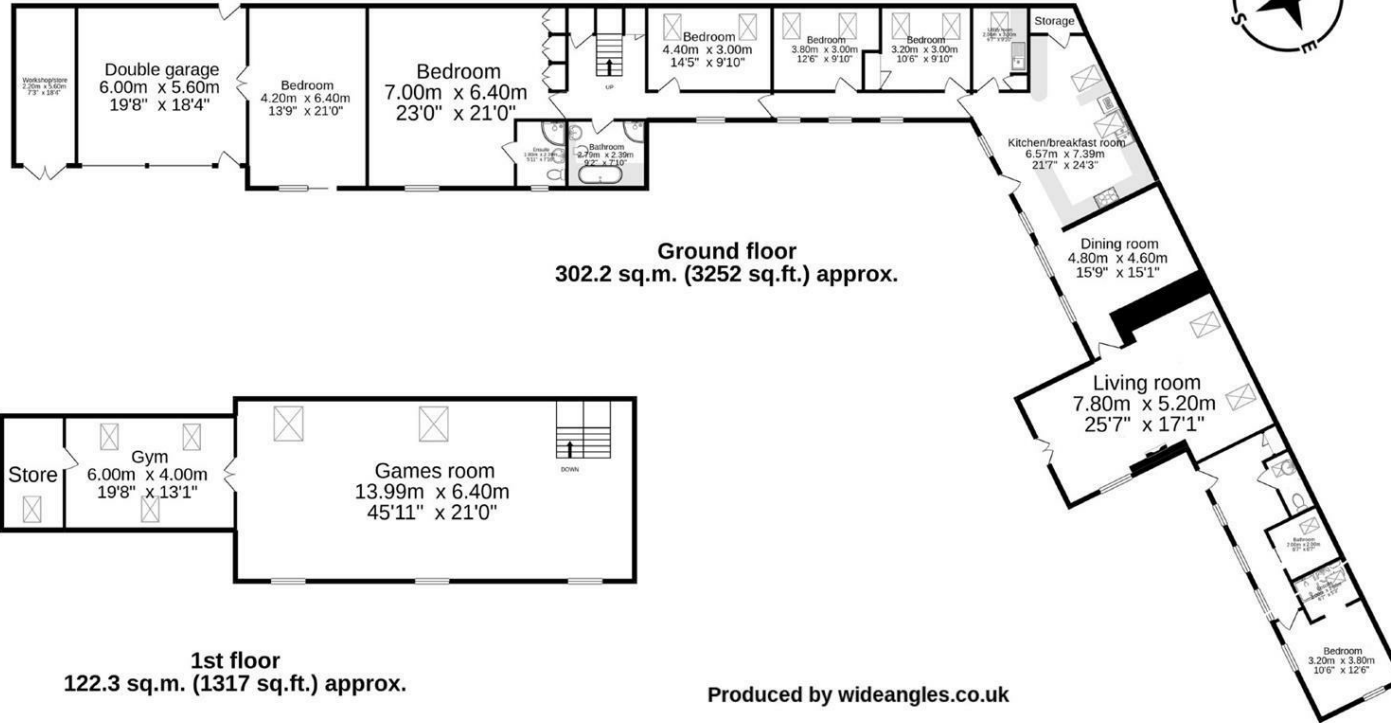 S
E
Workshop/store
2.20m x 5.60m
7'3" x 18'4"
Double garage
6.00m x 5.60m
19'8" x 18'4"
Bedroom
4.20m x 6.40m
13'9" x 21'0"
Bedroom
7.00m x 6.40m
23'0" x 21'0"
UP
Ensuite
Bathroom
2.79m x 2.39m
9'2" x 7'10"
Bedroom
4.40m x 3.00m
14'5" x 9'10"
Bedroom
3.80m x 3.00m
12'6" x 9'10"
Bedroom
3.20m x 3.00m
10'6" x 9'10"
Storage
Kitchen/breakfast room
6.57m x 7.39m
21'7" x 24'3"
Dining room
4.80m x 4.60m
15'9" x 15'1"
Ground floor
302.2 sq.m. (3252 sq.ft.) approx.
Living room
7.80m x 5.20m
25'7" x 17'1"
Bathroom
2.00m x 2.00m
6'7" x 6'7"
Bedroom
3.20m x 3.80m
10'6" x 12'6"
Store
Gym
6.00m x 4.00m
19'8" x 13'1"
Games room
13.99m x 6.40m
45'11" x 21'0"
DOWN
1st floor
122.3 sq.m. (1317 sq.ft.) approx.
Produced by wideangles.co.uk